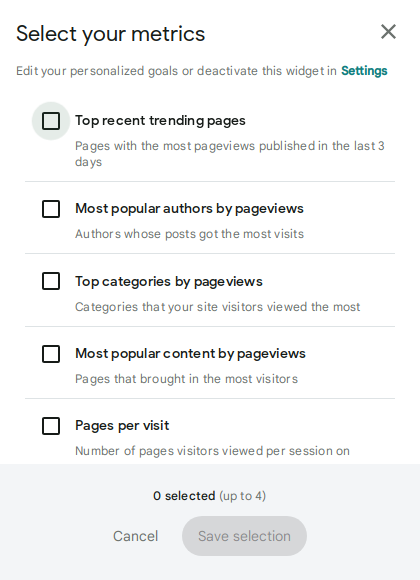 Select your metrics
Edit your personalized goals or deactivate this widget in Settings
Top recent trending pages
Pages with the most pageviews published in the last 3
days
Most popular authors by pageviews
Authors whose posts got the most visits
Top categories by pageviews
Categories that your site visitors viewed the most
Most popular content by pageviews
Pages that brought in the most visitors
Pages per visit
Number of pages visitors viewed per session on
0 selected (up to 4)
Cancel
Save selection